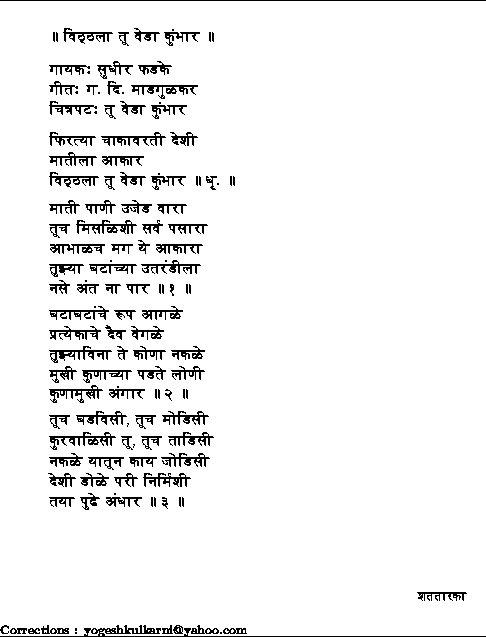 ॥ विठ्ठला तू वेडा कुंभार ॥
गायकः सुधीर फडके
गीतः ग. दि. माडगुळकर
चित्रपटः तू वेडा कुंभार
फिरत्या चाकावरती देशी
मातीला आकार
विठ्ठला तू वेडा कुंभार ॥ धृ. ॥
माती पाणी उजेड वारा
तूच मिसळिशी सर्व पसारा
आभाळच मग ये आकारा
तुझ्या घटांच्या उतरंडीला
नसे अंत ना पार ॥ १ ॥
घटाघटांचे रूप आगळे
प्रत्येकाचे दैव वेगळे
तुझ्याविना ते कोणा नकळे
मुखी कुणाच्या पडते लोणी
कुणामुखी अंगार ॥ २ ॥
तूच घडविसी, तूच मोडिसी
कुरवाळिसी तू, तूच ताडिसी
नकळे यातून काय जोडिसी
देशी डोळे परी निर्मिशी
तया पुढे अंधार ॥ ३ ॥
शततारका
Corrections : yogeshkulkarni@yahoo.com